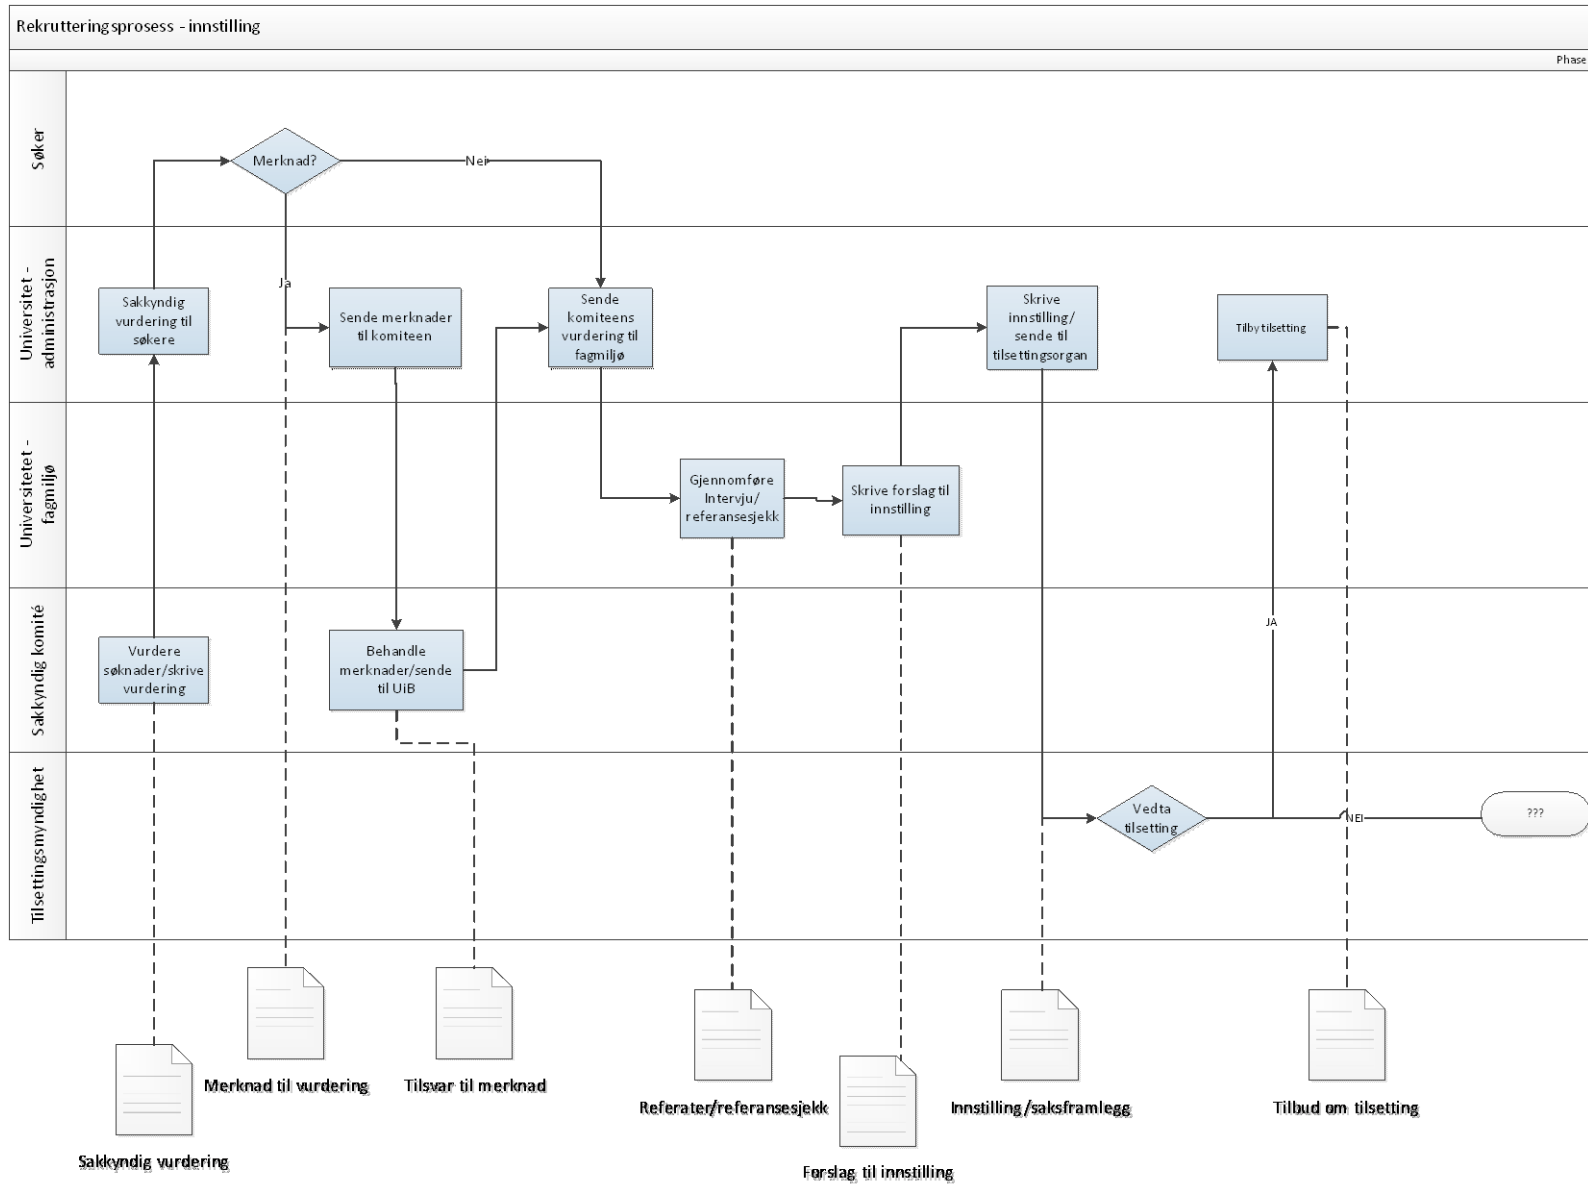 Rekrutteringsprosess - innstilling
Phase
Søker
Merknad?
Nei
Universitet -
administrasjon
Ja
Sakkyndig
vurdering til
søkere
Sende merknader
til komiteen
Sende
komiteens
vurdering til
fagmiljø
Skrive
innstilling/
sende til
tilsettingsorgan
Tilby tilsetting
Universitetet -
fagmiljø
Gjennomføre
Intervju/
referansesjekk
Skrive forslag til
innstilling
Sakkyndig komité
Vurdere
søknader/skrive
vurdering
Behandle
merknader/sende
til UiB
JA
Tilsettingsmyndighet
Vedta
tilsetting
NEI
???
Merknad til vurdering
Tilsvar til merknad
Referater/referansesjekk
Innstilling/saksframlegg
Tilbud om tilsetting
Sakkyndig vurdering
Forslag til innstilling